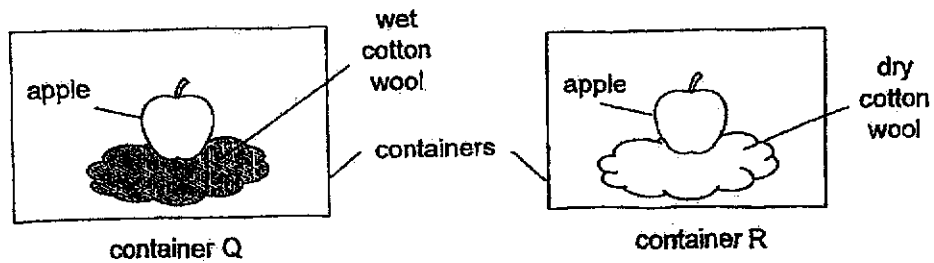 wet
cotton
wool
apple
containers
container Q
apple
dry
cotton
wool
container R